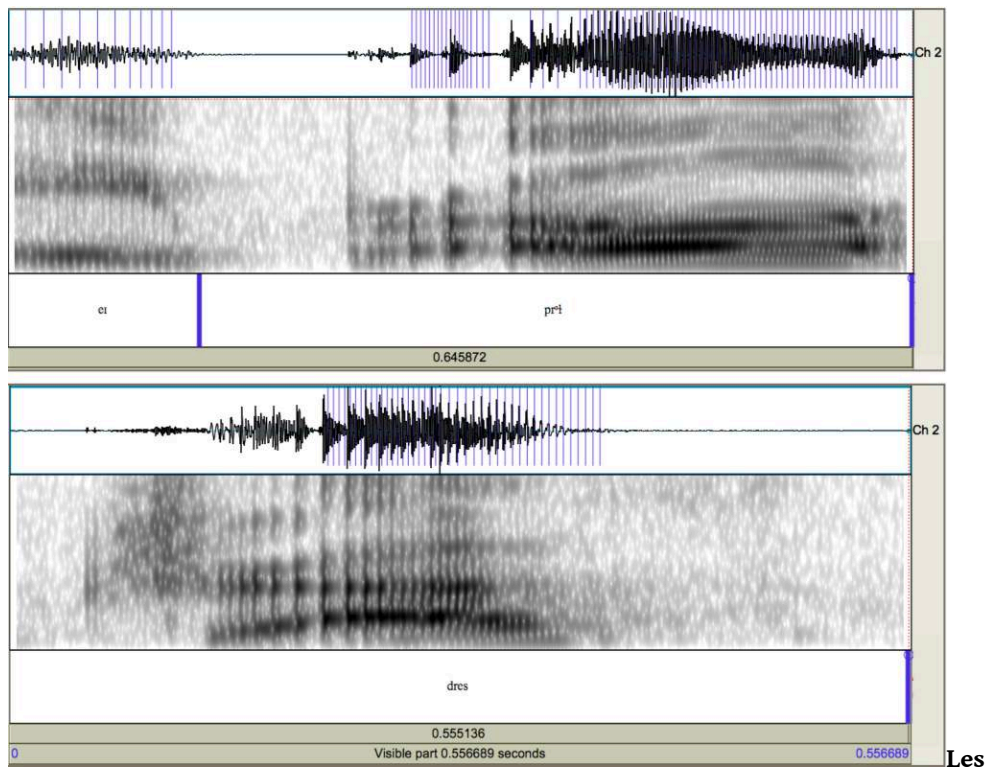 Ch 2
eɪ
prᵊɫ
0.645872
Ch 2
dres
0.555136
0
Visible part 0.556689 seconds
0.556689
Les